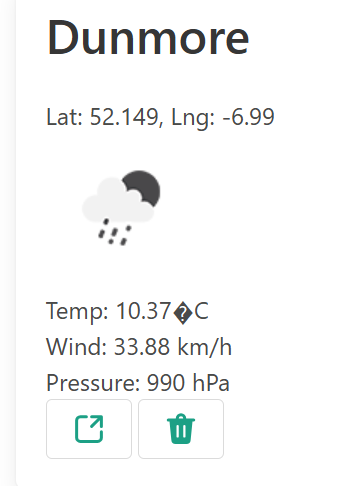 Dunmore
Lat: 52.149, Lng: -6.99
Temp: 10.37�C
Wind: 33.88 km/h
Pressure: 990 hPa